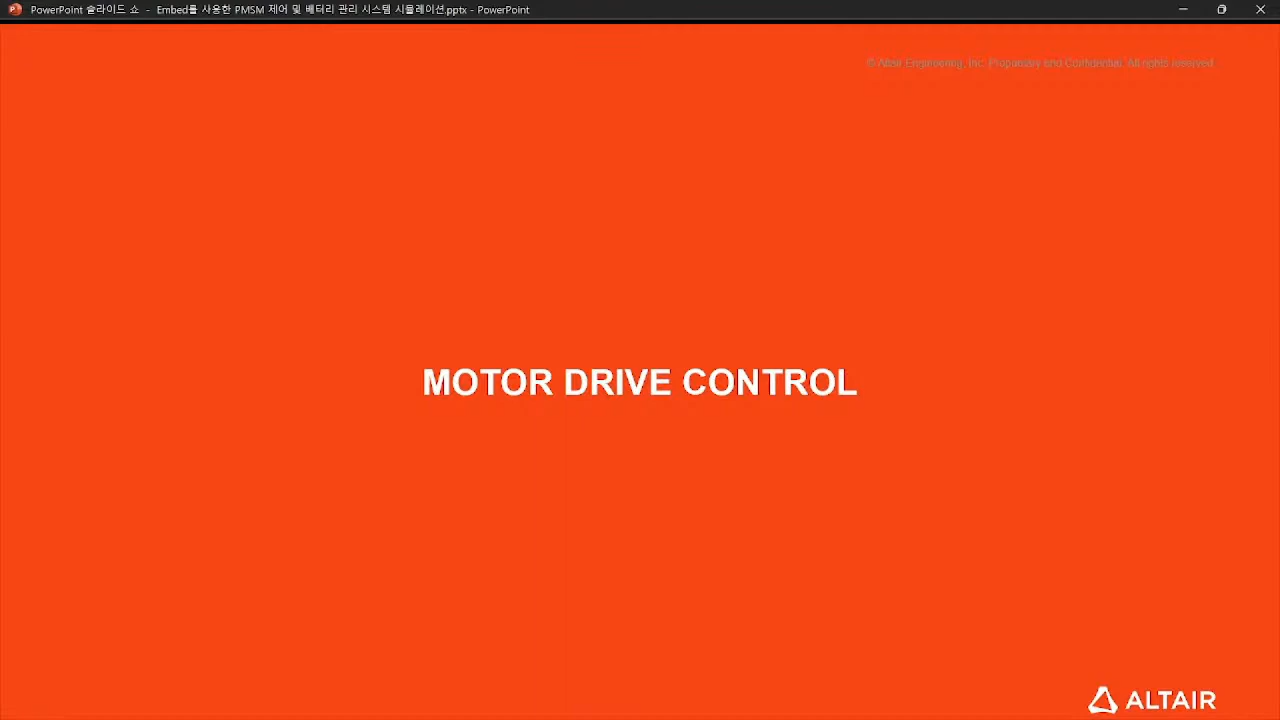 PowerPoint 슬라이드 쇼 - Embed를 사용한 PMSM 제어 및 배터리 관리 시스템 시뮬레이션.pptx - PowerPoint
© Altair Engineering, Inc. Proprietary and Confidential. All rights reserved.
MOTOR DRIVE CONTROL
ALTAIR